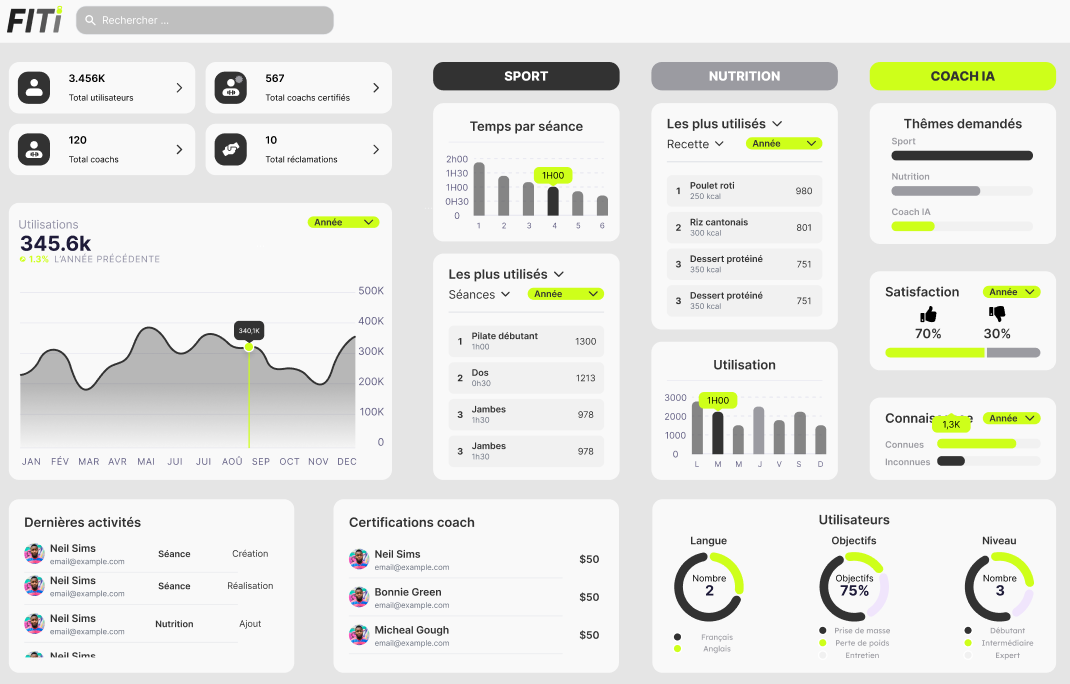 FITi
Rechercher ...
3.456K
Total utilisateurs
567
Total coachs certifiés
120
Total coachs
10
Total réclamations
Utilisations
345.6k
1.3% L'ANNÉE PRÉCÉDENTE
Année
500K
400K
300K
200K
100K
0
340,1K
JAN FÉV MAR AVR MAI JUI JUI AOÛ SEP OCT NOV DEC
SPORT
Temps par séance
2h00
1H30
1H00
0H30
0
1H00
1 2 3 4 5 6
Les plus utilisés
Séances
Année
1 Pilate débutant 1300
1h00
2 Dos 1213
0h30
3 Jambes 978
1h30
3 Jambes 978
1h30
NUTRITION
Les plus utilisés
Recette
Année
1 Poulet roti 980
250 kcal
2 Riz cantonais 801
300 kcal
3 Dessert protéiné 751
350 kcal
3 Dessert protéiné 751
350 kcal
Utilisation
3000
2000
1000
0
1H00
L M M J V S D
COACH IA
Thêmes demandés
Sport
Nutrition
Coach IA
Satisfaction
Année
70% 30%
Année
1,3K
Connues
Inconnues
Dernières activités
Neil Sims Séance Création
email@example.com
Neil Sims Séance Réalisation
email@example.com
Neil Sims Nutrition Ajout
email@example.com
Neil Sims
Certifications coach
Neil Sims $50
email@example.com
Bonnie Green $50
email@example.com
Micheal Gough $50
email@example.com
Utilisateurs
Langue
Nombre
2
Français
Anglais
Objectifs
Objectifs
75%
Prise de masse
Perte de poids
Entretien
Niveau
Nombre
3
Débutant
Intermédiaire
Expert